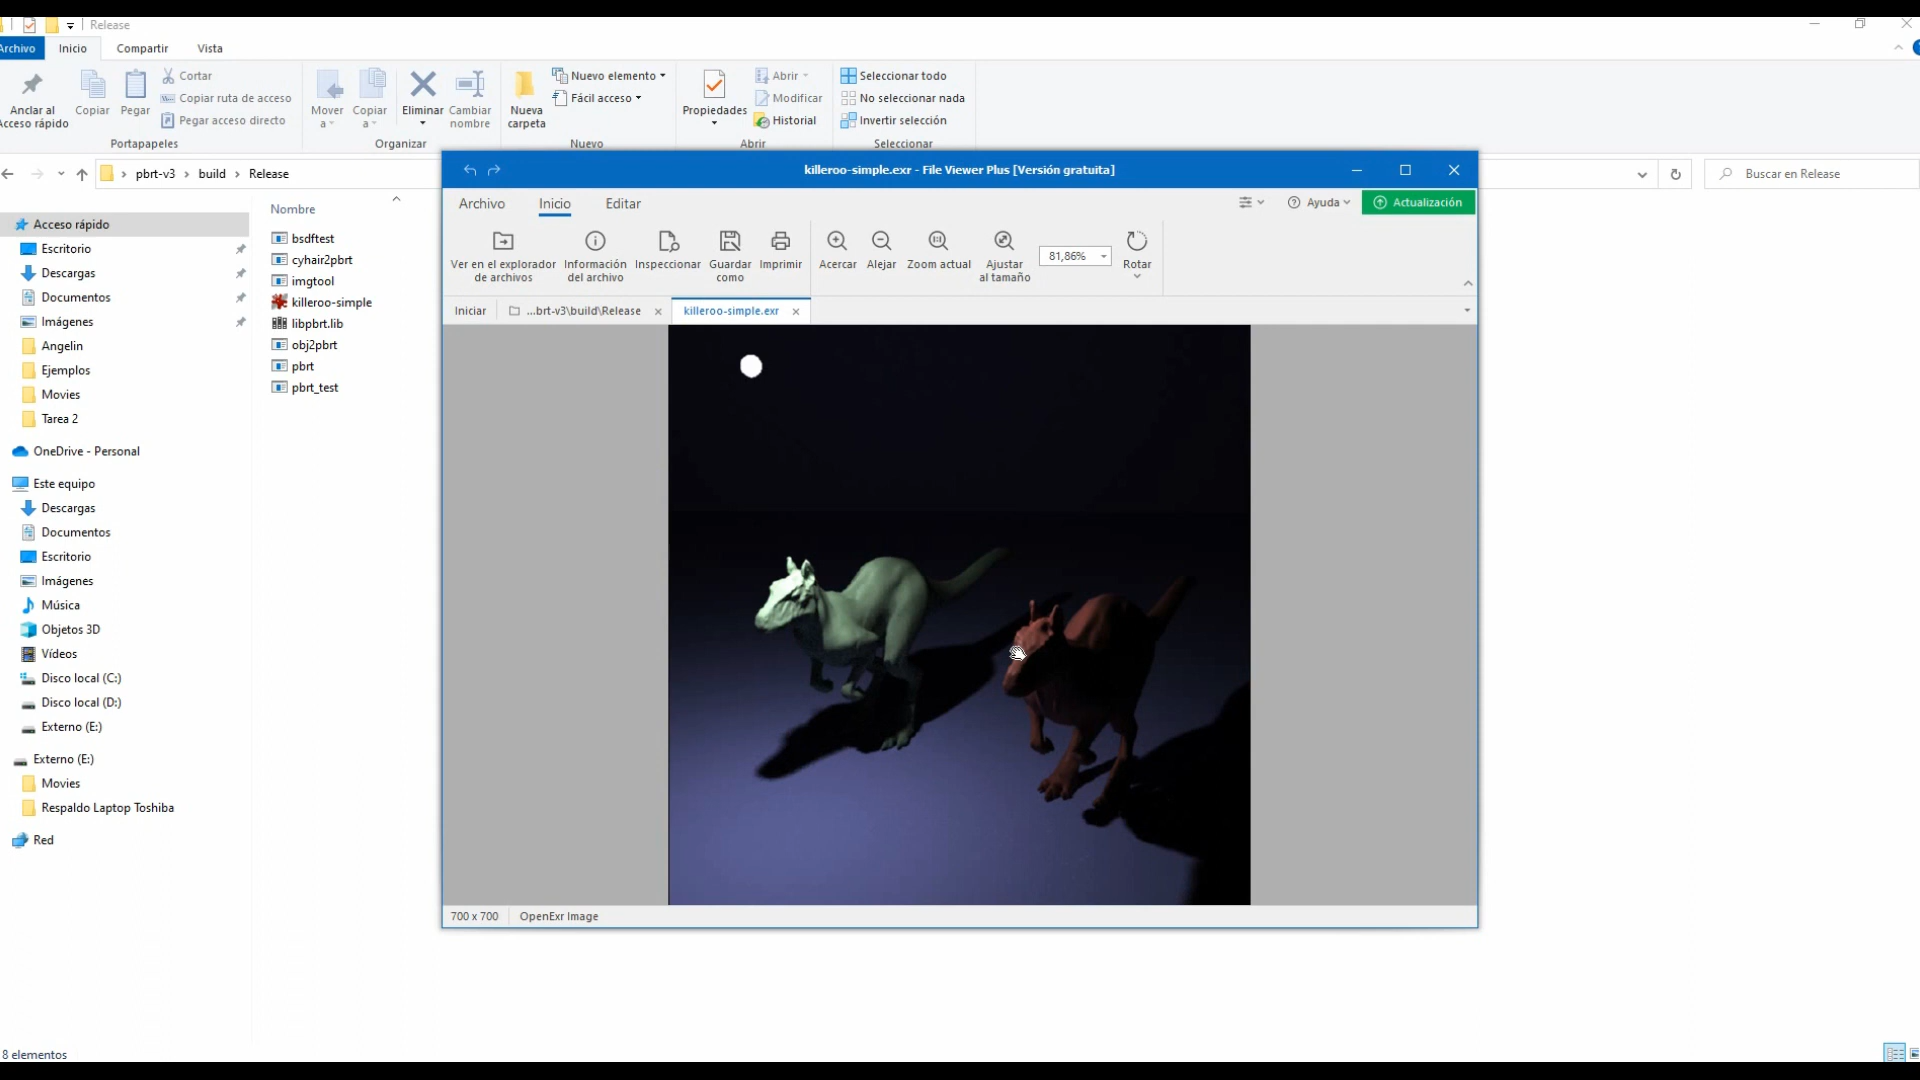 Release
Archivo Inicio Compartir Vista
Anclar al Acceso rápido
Copiar
Pegar
Cortar
Copiar ruta de acceso
Pegar acceso directo
Portapapeles
Mover a
Copiar a
Eliminar
Cambiar nombre
Organizar
Nueva carpeta
Nuevo elemento
Fácil acceso
Nuevo
Propiedades
Abrir
Modificar
Historial
Abrir
Seleccionar todo
No seleccionar nada
Invertir selección
Seleccionar
pbrt-v3 › build › Release
Buscar en Release
Acceso rápido
Escritorio
Descargas
Documentos
Imágenes
Angelin
Ejemplos
Movies
Tarea 2
OneDrive - Personal
Este equipo
Descargas
Documentos
Escritorio
Imágenes
Música
Objetos 3D
Vídeos
Disco local (C:)
Disco local (D:)
Externo (E:)
Externo (E:)
Movies
Respaldo Laptop Toshiba
Red
8 elementos
Nombre
bsdftest
cyhair2pbrt
imgtool
killeroo-simple
libpbrt.lib
obj2pbrt
pbrt
pbrt_test
killeroo-simple.exr - File Viewer Plus [Versión gratuita]
Archivo Inicio Editar
Ayuda
Actualización
Ver en el explorador de archivos
Información del archivo
Inspeccionar
Guardar como
Imprimir
Acercar
Alejar
Zoom actual
Ajustar al tamaño
81,86%
Rotar
Iniciar
...brt-v3\build\Release
killeroo-simple.exr
700 x 700
OpenExr Image